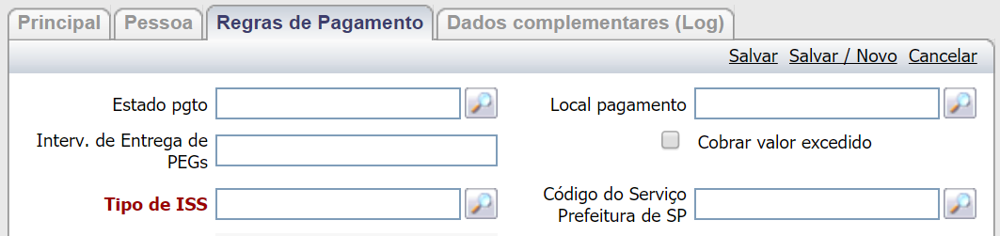 Principal Pessoa Regras de Pagamento Dados complementares (Log)
Salvar Salvar / Novo Cancelar
Estado pgto Local pagamento
Interv. de Entrega de
PEGs
Cobrar valor excedido
Tipo de ISS
Código do Serviço
Prefeitura de SP